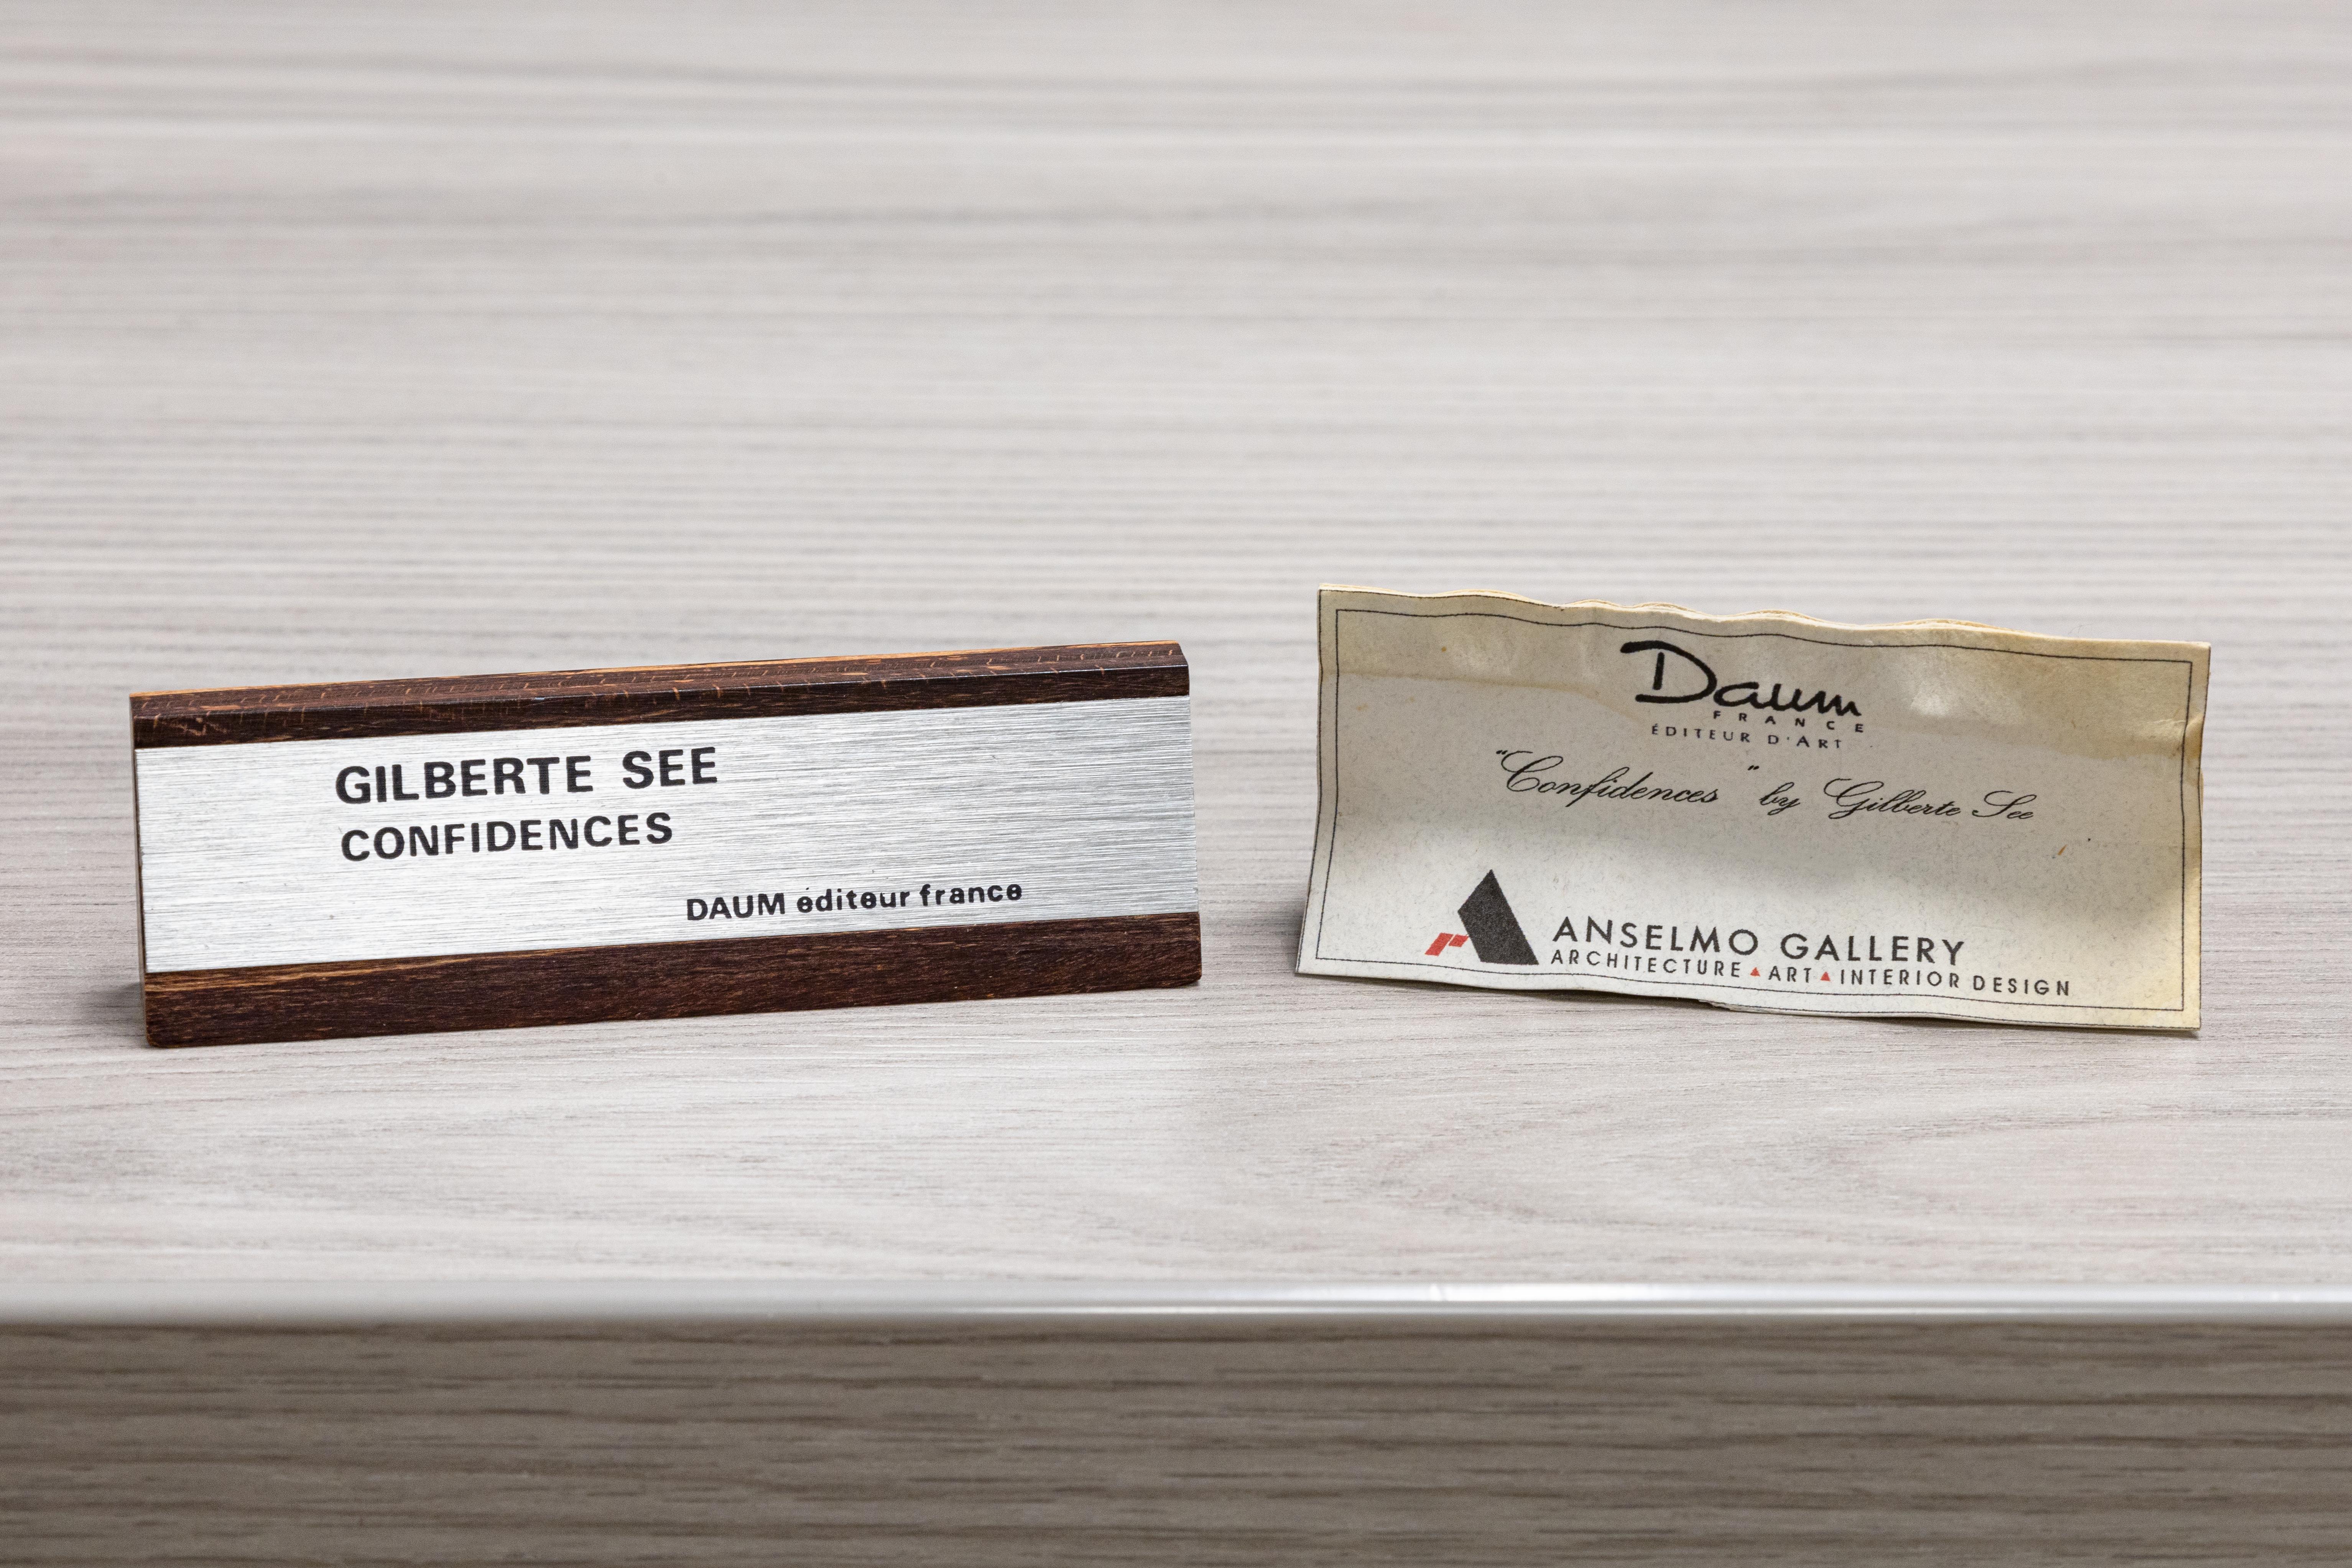 GILBERTE SEE
CONFIDENCES
DAUM éditeur france
Daum
FRANCE
ÉDITEUR D'ART
"Confidences" by Gilberte See
ANSELMO GALLERY
ARCHITECTURE▲ART▲INTERIOR DESIGN